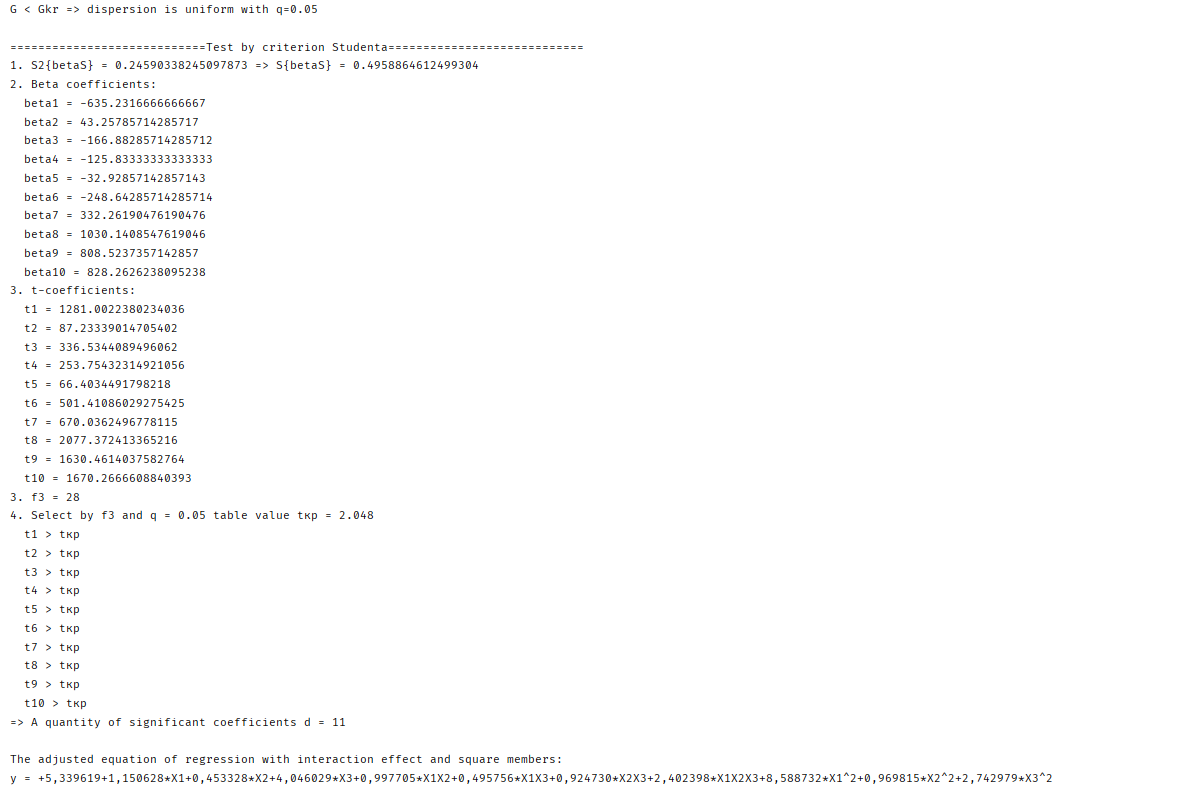 G < Gkr => dispersion is uniform with q=0.05
============================Test by criterion Studenta============================
1. S2{betaS} = 0.24590338245097873 => S{betaS} = 0.4958864612499304
2. Beta coefficients:
beta1 = -635.2316666666667
beta2 = 43.25785714285717
beta3 = -166.88285714285712
beta4 = -125.83333333333333
beta5 = -32.92857142857143
beta6 = -248.64285714285714
beta7 = 332.26190476190476
beta8 = 1030.1408547619046
beta9 = 808.5237357142857
beta10 = 828.2626238095238
3. t-coefficients:
t1 = 1281.0022380234036
t2 = 87.23339014705402
t3 = 336.5344089496062
t4 = 253.75432314921056
t5 = 66.4034491798218
t6 = 501.41086029275425
t7 = 670.0362496778115
t8 = 2077.372413365216
t9 = 1630.4614037582764
t10 = 1670.2666608840393
3. f3 = 28
4. Select by f3 and q = 0.05 table value tкр = 2.048
t1 > tкр
t2 > tкр
t3 > tкр
t4 > tкр
t5 > tкр
t6 > tкр
t7 > tкр
t8 > tкр
t9 > tкр
t10 > tкр
=> A quantity of significant coefficients d = 11
The adjusted equation of regression with interaction effect and square members:
y = +5,339619+1,150628*X1+0,453328*X2+4,046029*X3+0,997705*X1X2+0,495756*X1X3+0,924730*X2X3+2,402398*X1X2X3+8,588732*X1^2+0,969815*X2^2+2,742979*X3^2